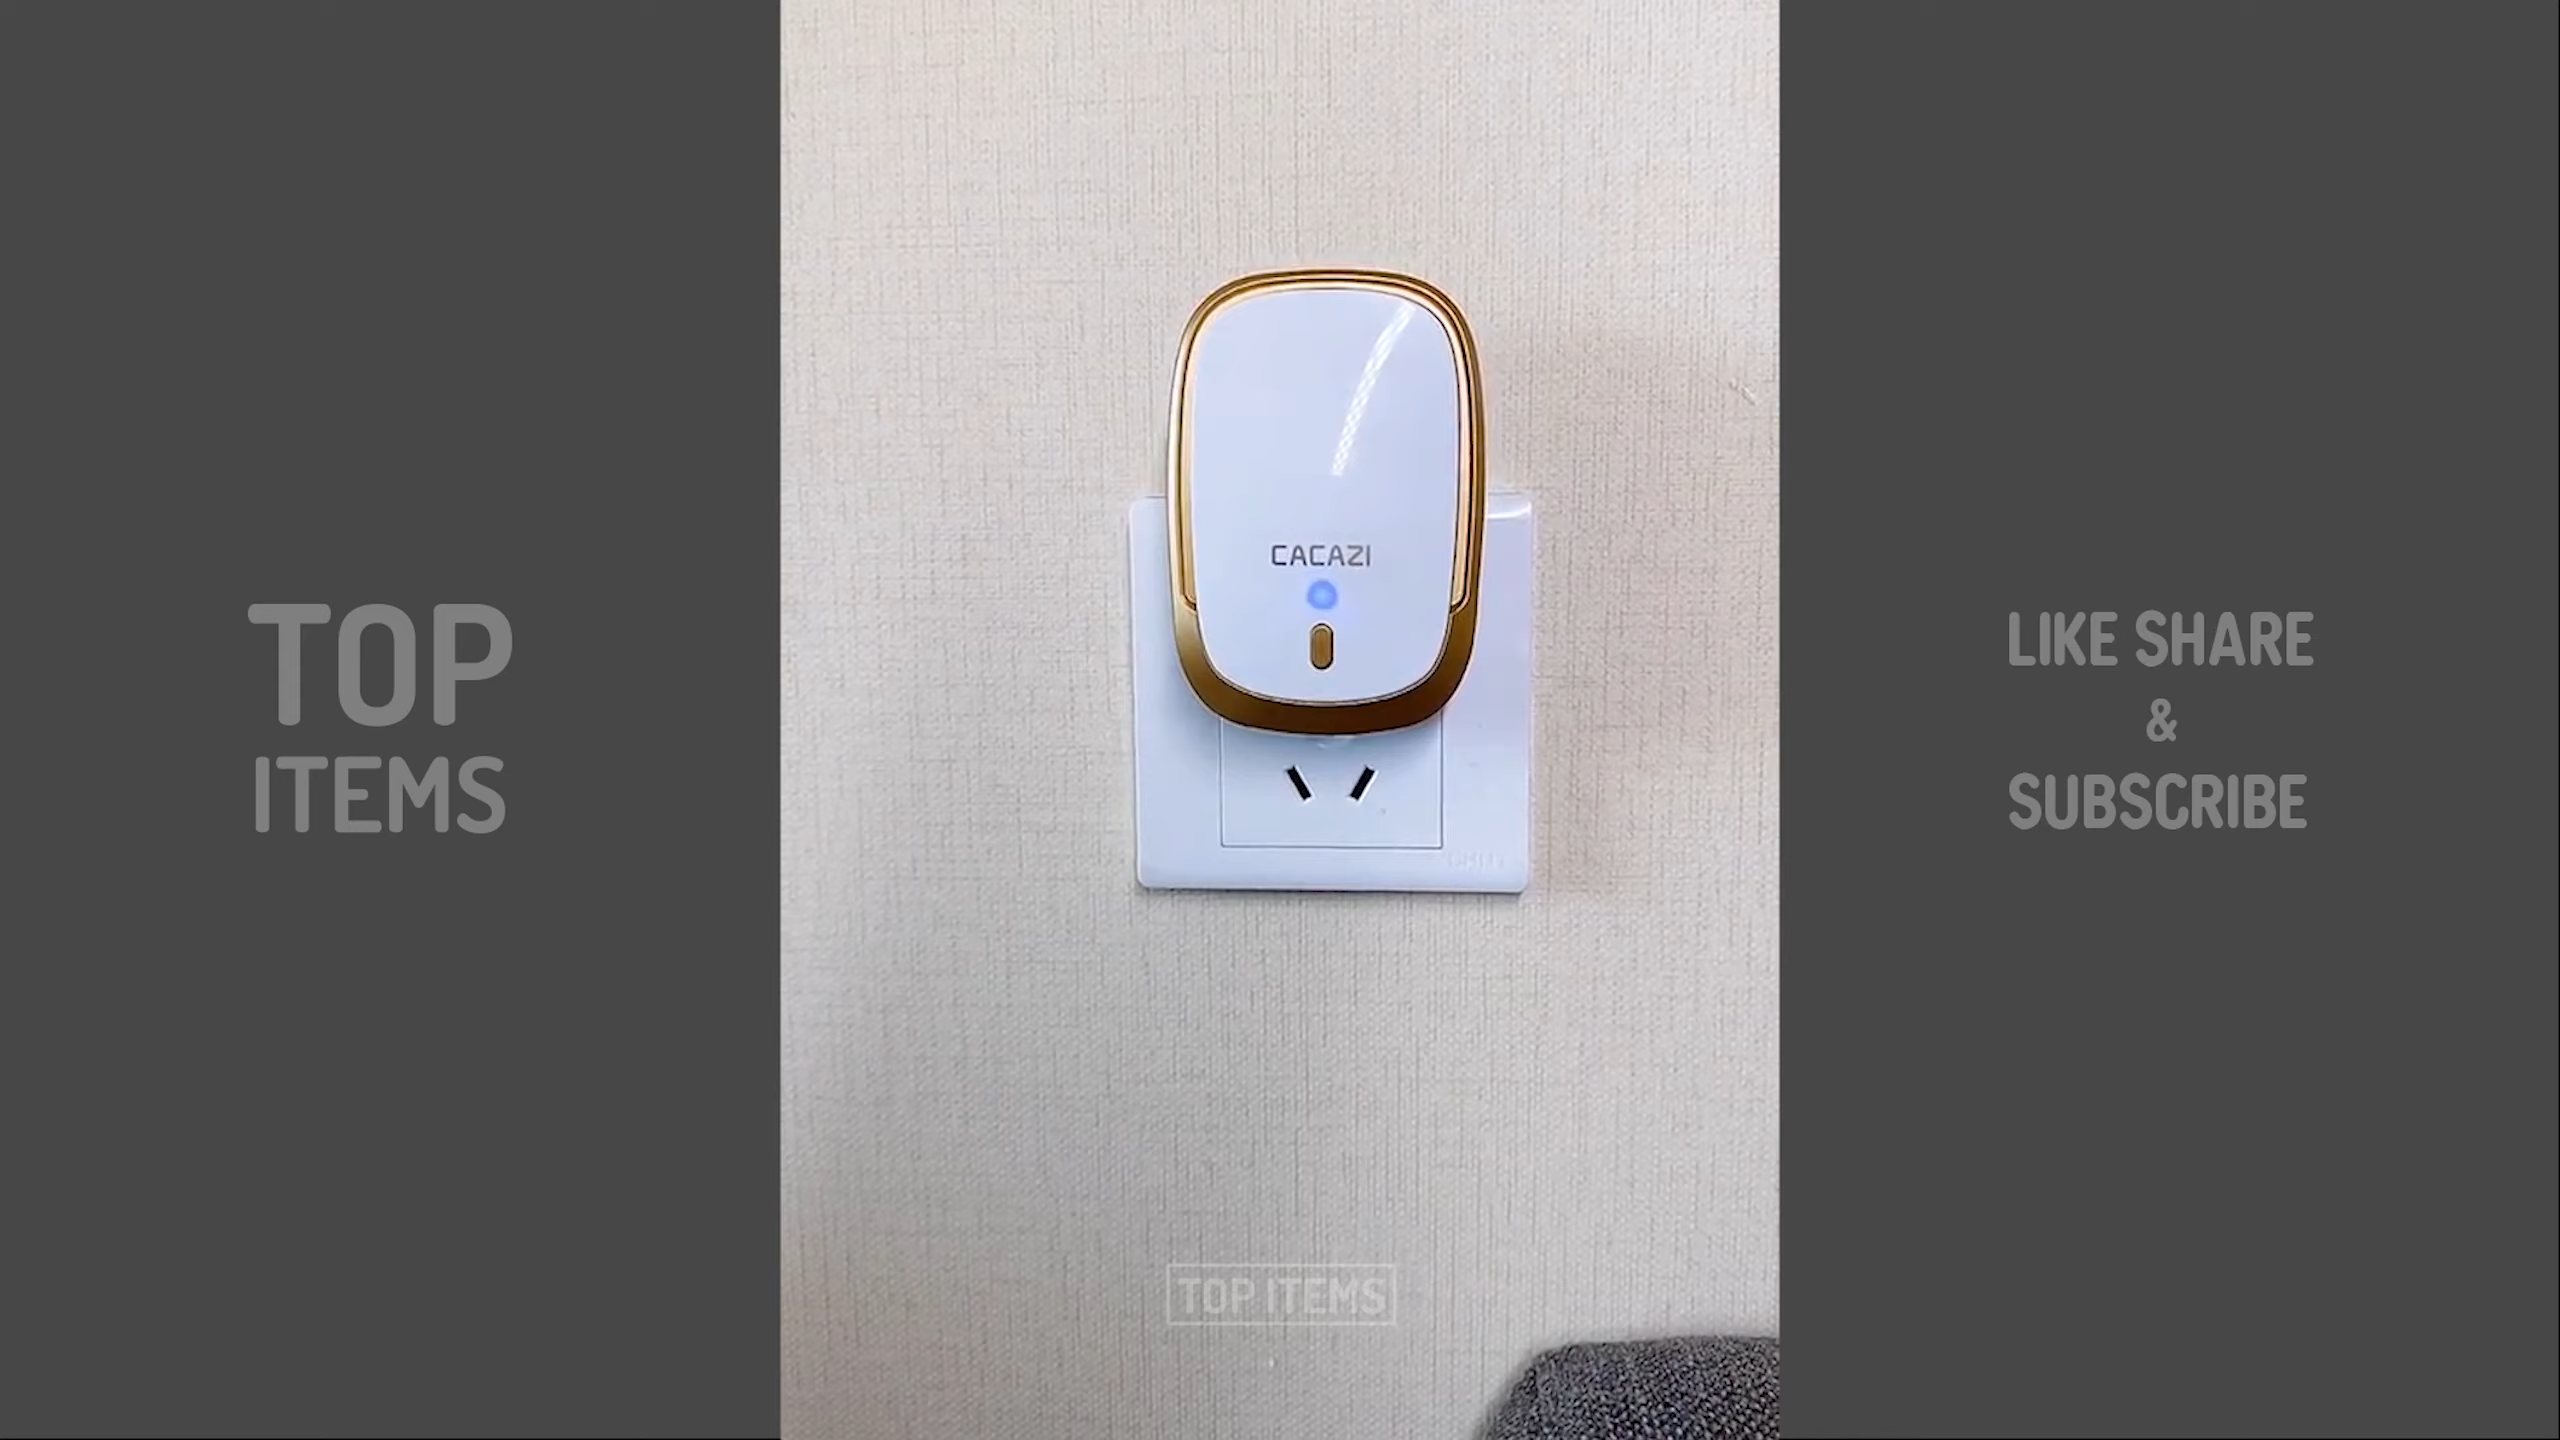 TOP
ITEMS
CACAZI
LIKE SHARE
&
SUBSCRIBE
TOP ITEMS